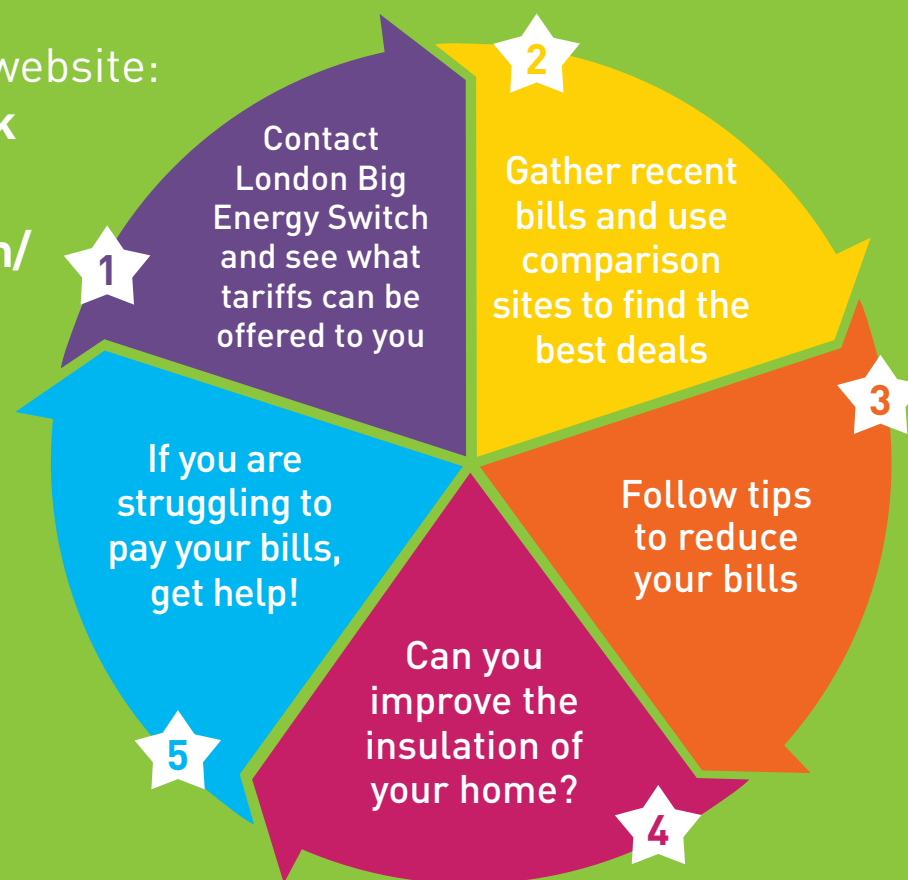 website:
k
n/
1
Contact
London Big
Energy Switch
and see what
tariffs can be
offered to you
2
Gather recent
bills and use
comparison
sites to find the
best deals
3
Follow tips
to reduce
your bills
4
Can you
improve the
insulation of
your home?
5
If you are
struggling to
pay your bills,
get help!